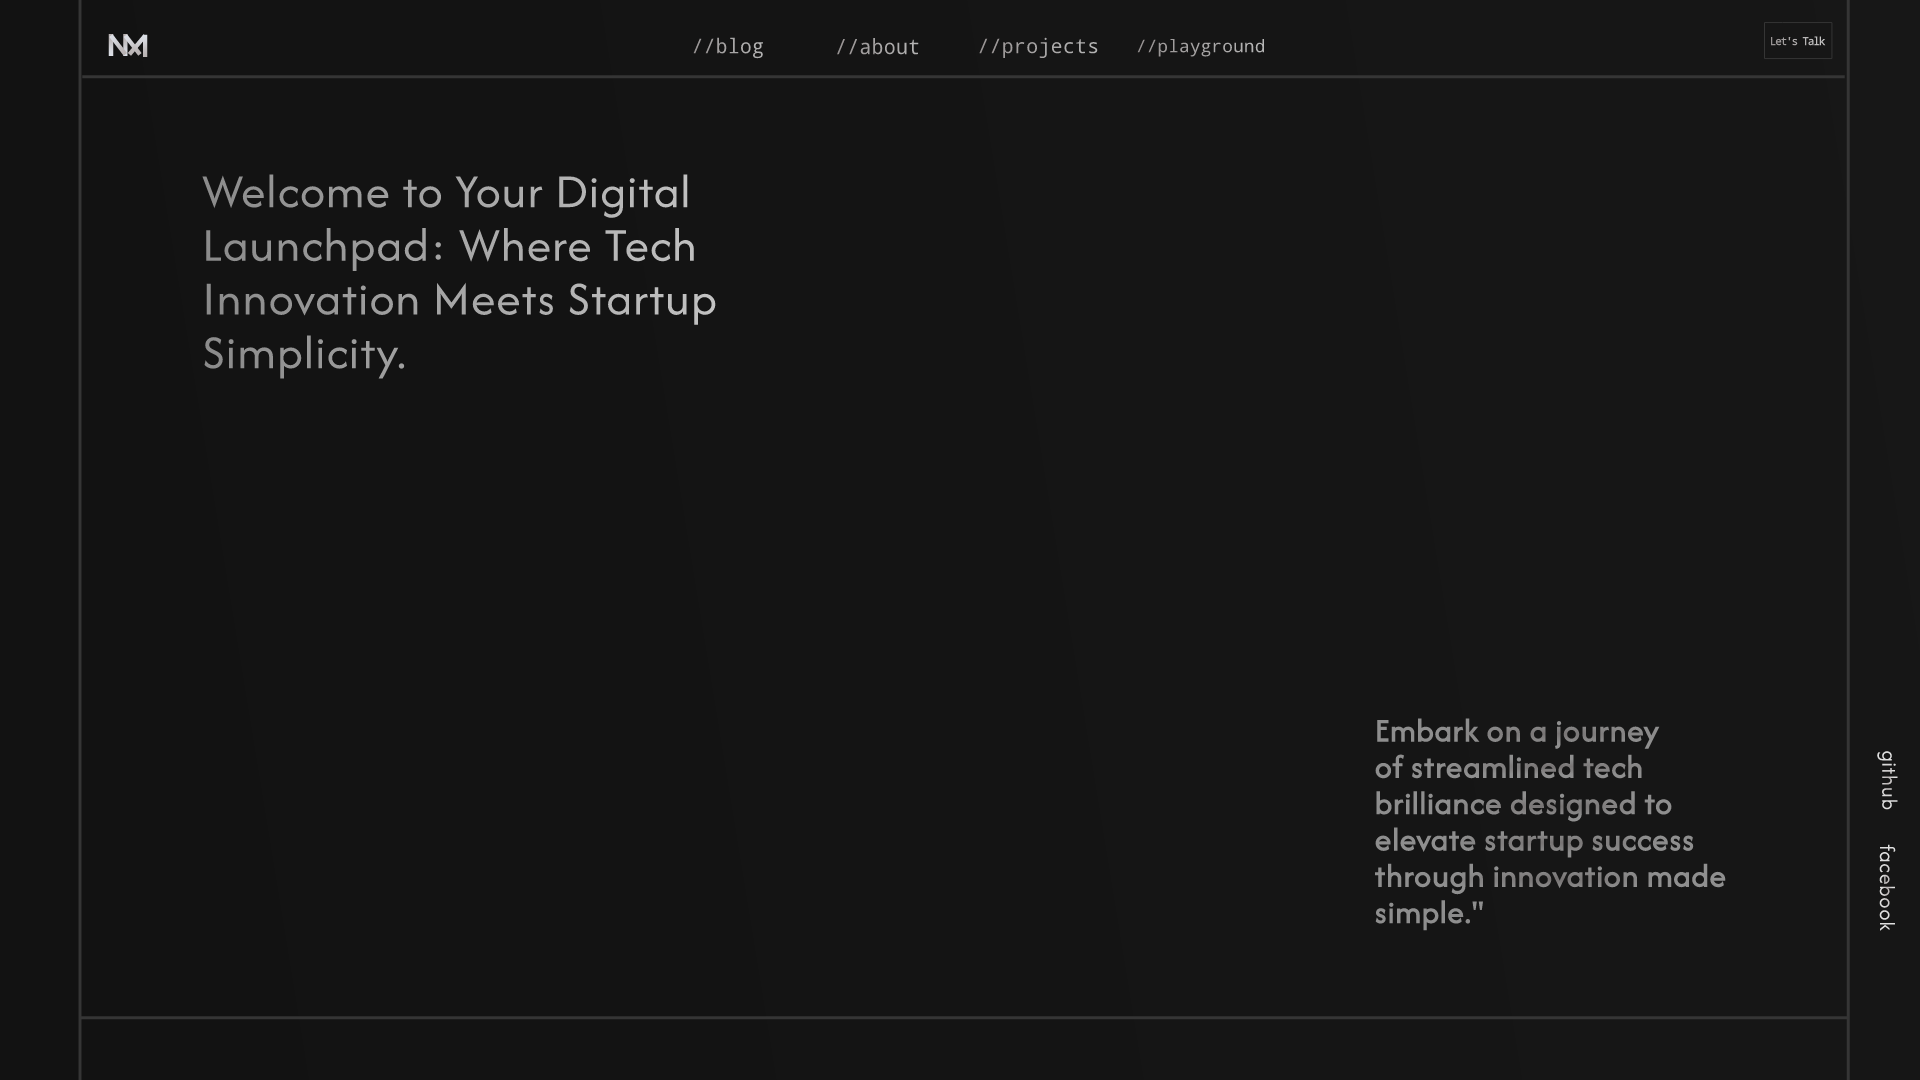 NM
//blog
//about
//projects
//playground
Let's Talk
Welcome to Your Digital
Launchpad: Where Tech
Innovation Meets Startup
Simplicity.
Embark on a journey
of streamlined tech
brilliance designed to
elevate startup success
through innovation made
simple."
github
facebook